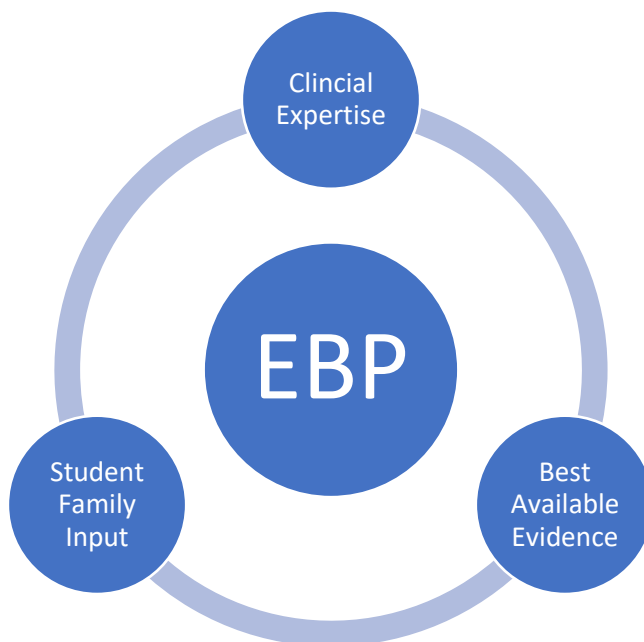 Clincial
Expertise
EBP
Student
Family
Input
Best
Available
Evidence